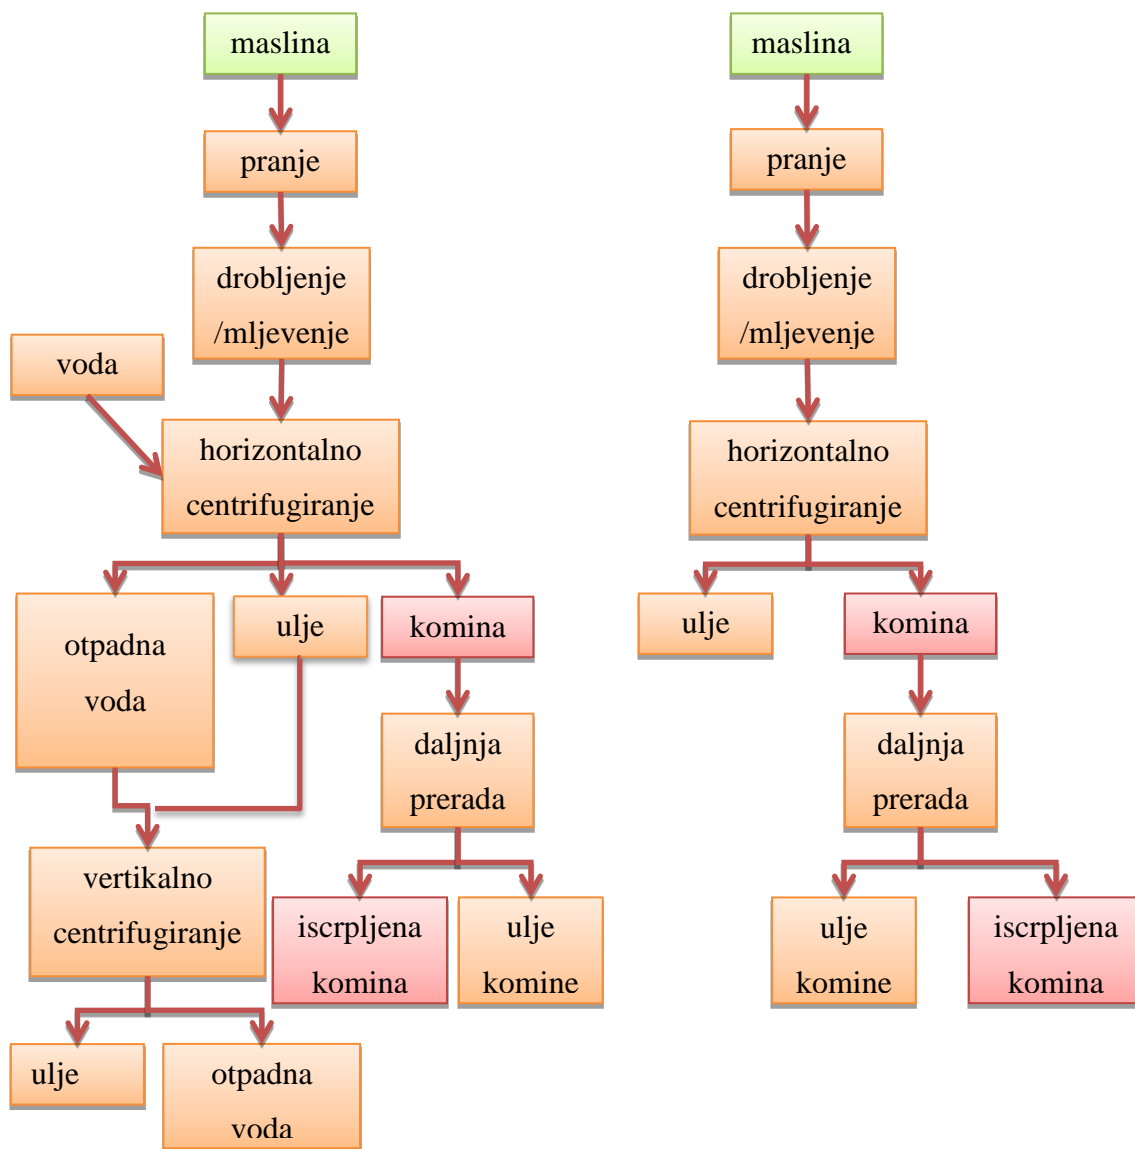 maslina
pranje
drobljenje
/mljevenje
voda
horizontalno
centrifugiranje
otpadna
voda
ulje
komina
daljnja
prerada
vertikalno
centrifugiranje
iscrpljena
komina
ulje
komine
ulje
otpadna
voda
maslina
pranje
drobljenje
/mljevenje
horizontalno
centrifugiranje
ulje
komina
daljnja
prerada
ulje
komine
iscrpljena
komina